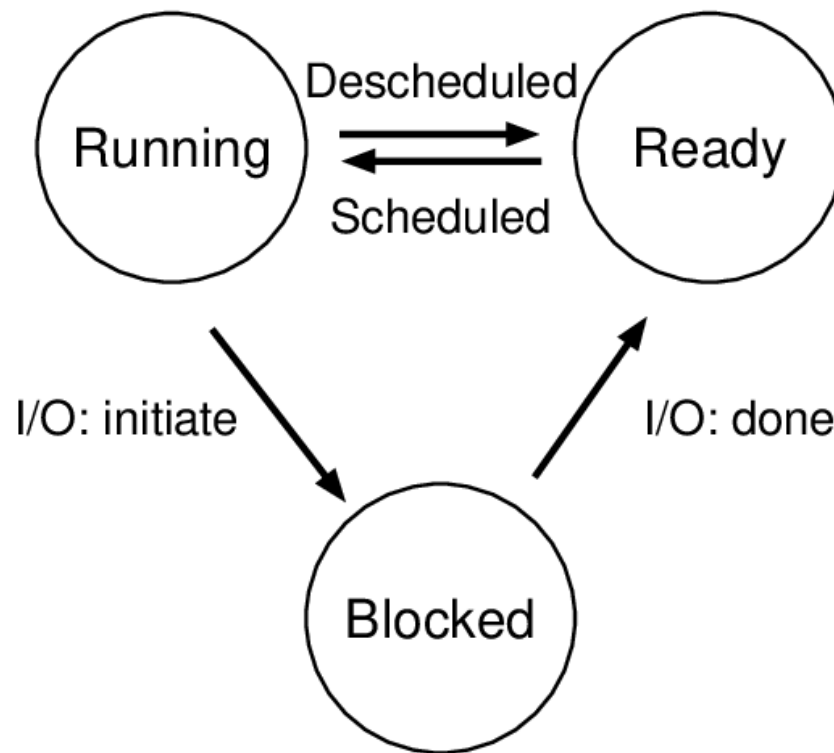 Descheduled
Running
Ready
Scheduled
I/O: initiate
I/O: done
Blocked